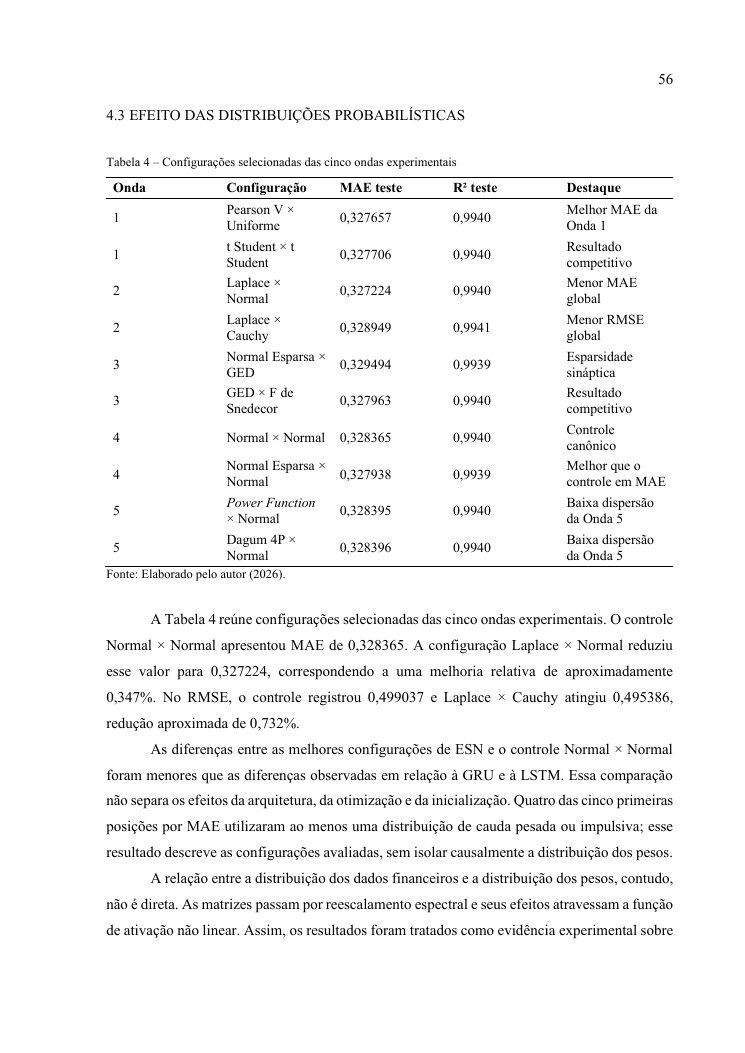 56
4.3 EFEITO DAS DISTRIBUIÇÕES PROBABILÍSTICAS
Tabela 4 – Configurações selecionadas das cinco ondas experimentais
Onda Configuração MAE teste R² teste Destaque
1 Pearson V × Uniforme 0,327657 0,9940 Melhor MAE da Onda 1
1 t Student × t Student 0,327706 0,9940 Resultado competitivo
2 Laplace × Normal 0,327224 0,9940 Menor MAE global
2 Laplace × Cauchy 0,328949 0,9941 Menor RMSE global
3 Normal Esparsa × GED 0,329494 0,9939 Esparsidade sináptica
3 GED × F de Snedecor 0,327963 0,9940 Resultado competitivo
4 Normal × Normal 0,328365 0,9940 Controle canônico
4 Normal Esparsa × Normal 0,327938 0,9939 Melhor que o controle em MAE
5 Power Function × Normal 0,328395 0,9940 Baixa dispersão da Onda 5
5 Dagum 4P × Normal 0,328396 0,9940 Baixa dispersão da Onda 5
Fonte: Elaborado pelo autor (2026).
A Tabela 4 reúne configurações selecionadas das cinco ondas experimentais. O controle
Normal × Normal apresentou MAE de 0,328365. A configuração Laplace × Normal reduziu
esse valor para 0,327224, correspondendo a uma melhoria relativa de aproximadamente
0,347%. No RMSE, o controle registrou 0,499037 e Laplace × Cauchy atingiu 0,495386,
redução aproximada de 0,732%.
As diferenças entre as melhores configurações de ESN e o controle Normal × Normal
foram menores que as diferenças observadas em relação à GRU e à LSTM. Essa comparação
não separa os efeitos da arquitetura, da otimização e da inicialização. Quatro das cinco primeiras
posições por MAE utilizaram ao menos uma distribuição de cauda pesada ou impulsiva; esse
resultado descreve as configurações avaliadas, sem isolar causalmente a distribuição dos pesos.
A relação entre a distribuição dos dados financeiros e a distribuição dos pesos, contudo,
não é direta. As matrizes passam por reescalamento espectral e seus efeitos atravessam a função
de ativação não linear. Assim, os resultados foram tratados como evidência experimental sobre